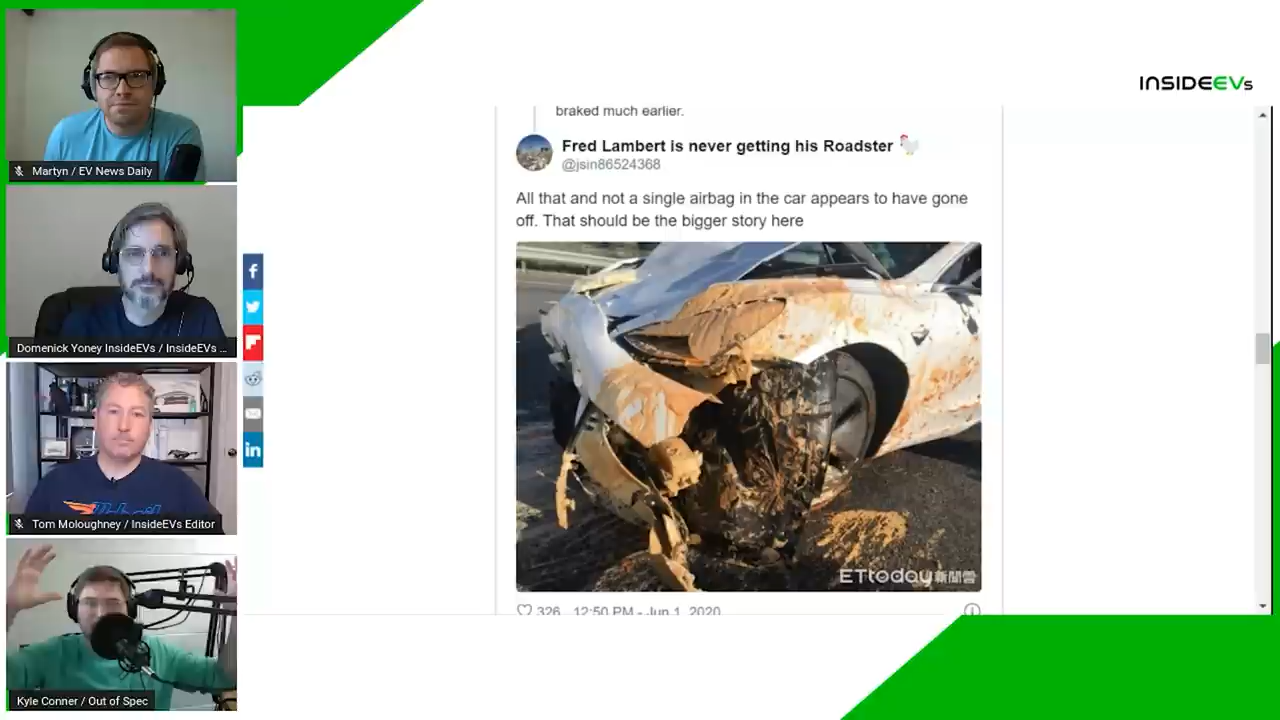 Martyn / EV News Daily
Domenick Yoney InsideEVs / InsideEVs ...
Tom Moloughney / InsideEVs Editor
Kyle Conner / Out of Spec
INSIDEEVs
braked much earlier.
Fred Lambert is never getting his Roadster
@jsin86524368
All that and not a single airbag in the car appears to have gone
off. That should be the bigger story here
ETtoday新聞雲
326 12:50 PM - Jun 1, 2020
f
in